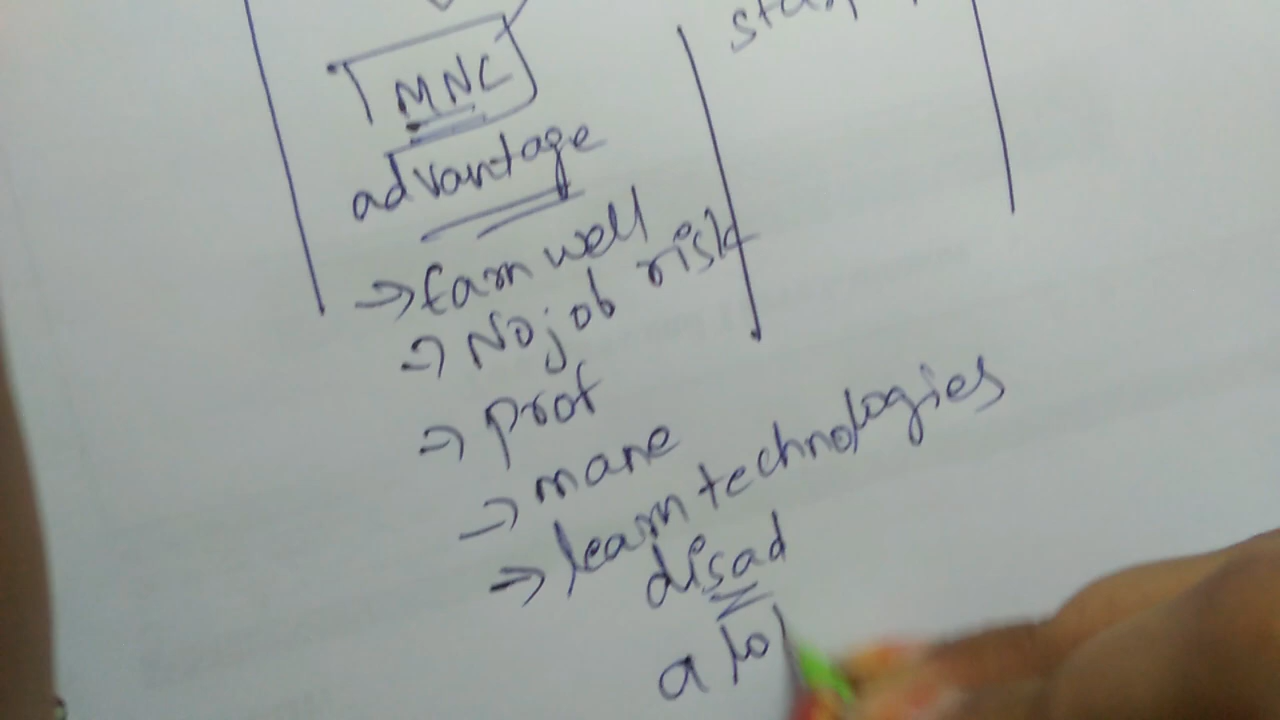 MNC
advantage
→ Earn well
→ No job risk
→ prof
→ mane
→ learn technologies
disad
a lo